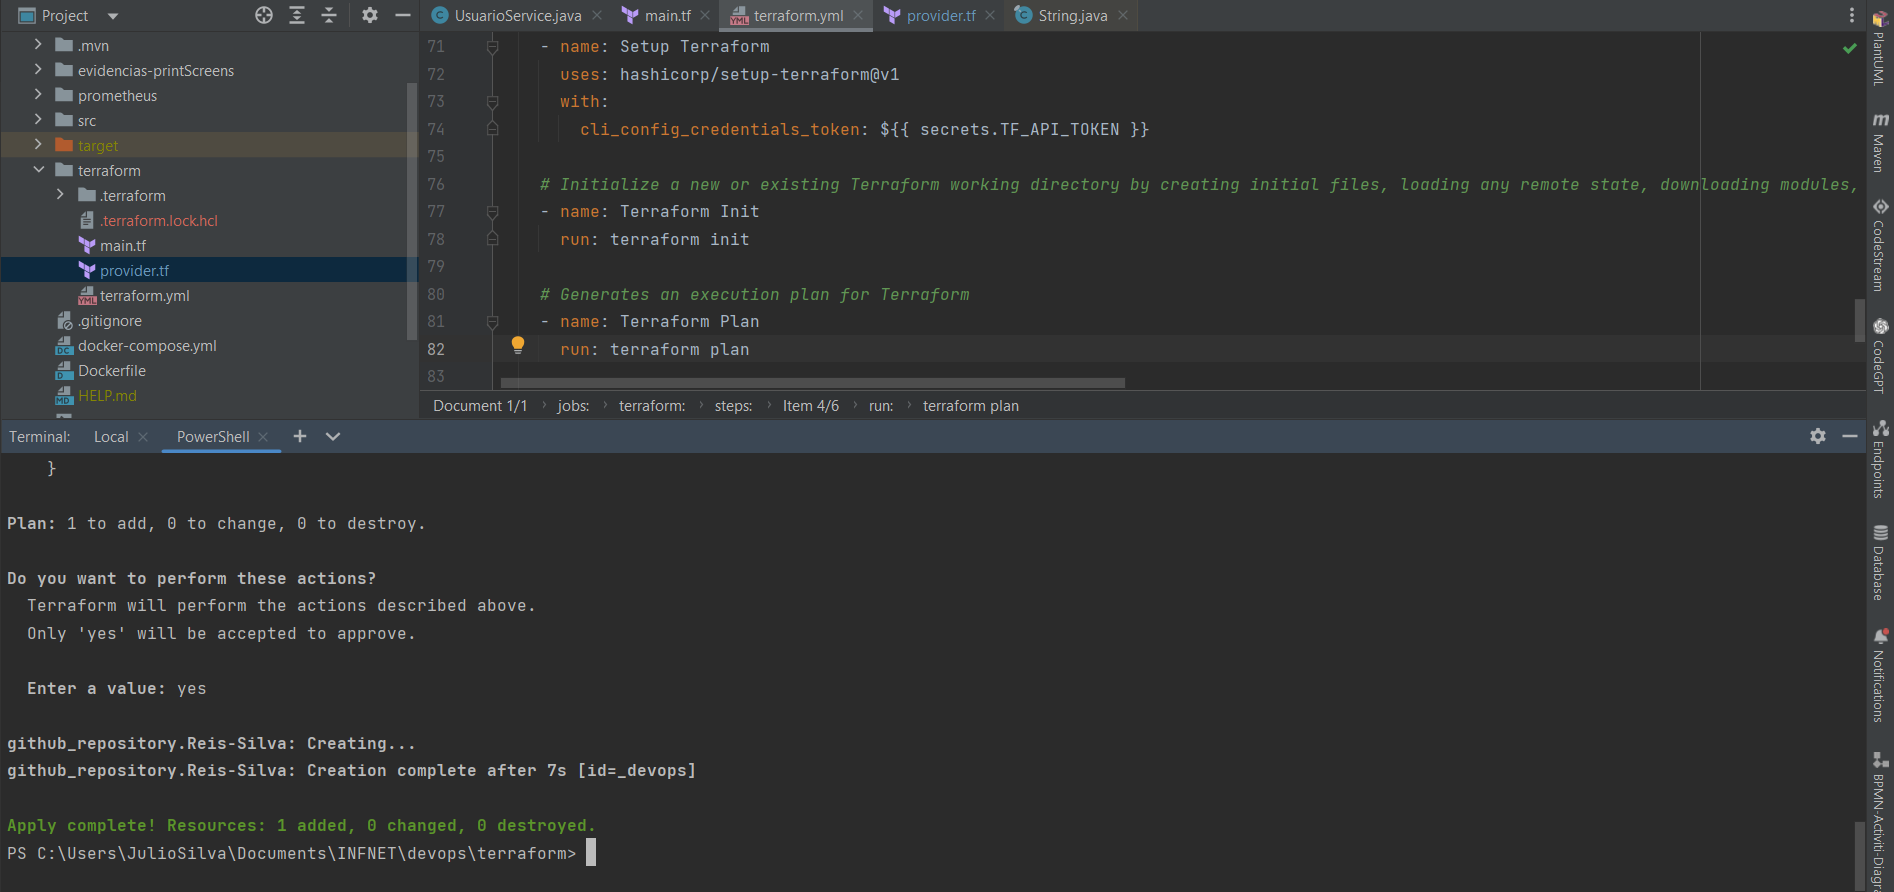 Project
UsuarioService.java
main.tf
terraform.yml
provider.tf
String.java
.mvn
evidencias-printScreens
prometheus
src
target
terraform
.terraform
.terraform.lock.hcl
main.tf
provider.tf
terraform.yml
.gitignore
docker-compose.yml
Dockerfile
HELP.md
71 - name: Setup Terraform
72 uses: hashicorp/setup-terraform@v1
73 with:
74 cli_config_credentials_token: ${{ secrets.TF_API_TOKEN }}
75
76 # Initialize a new or existing Terraform working directory by creating initial files, loading any remote state, downloading modules,
77 - name: Terraform Init
78 run: terraform init
79
80 # Generates an execution plan for Terraform
81 - name: Terraform Plan
82 run: terraform plan
83
Document 1/1 › jobs: › terraform: › steps: › Item 4/6 › run: › terraform plan
Terminal: Local PowerShell
}
Plan: 1 to add, 0 to change, 0 to destroy.
Do you want to perform these actions?
Terraform will perform the actions described above.
Only 'yes' will be accepted to approve.
Enter a value: yes
github_repository.Reis-Silva: Creating...
github_repository.Reis-Silva: Creation complete after 7s [id=_devops]
Apply complete! Resources: 1 added, 0 changed, 0 destroyed.
PS C:\Users\JulioSilva\Documents\INFNET\devops\terraform>
PlantUML
Maven
CodeStream
CodeGPT
Endpoints
Database
Notifications
BPMN-Activiti-Diagra